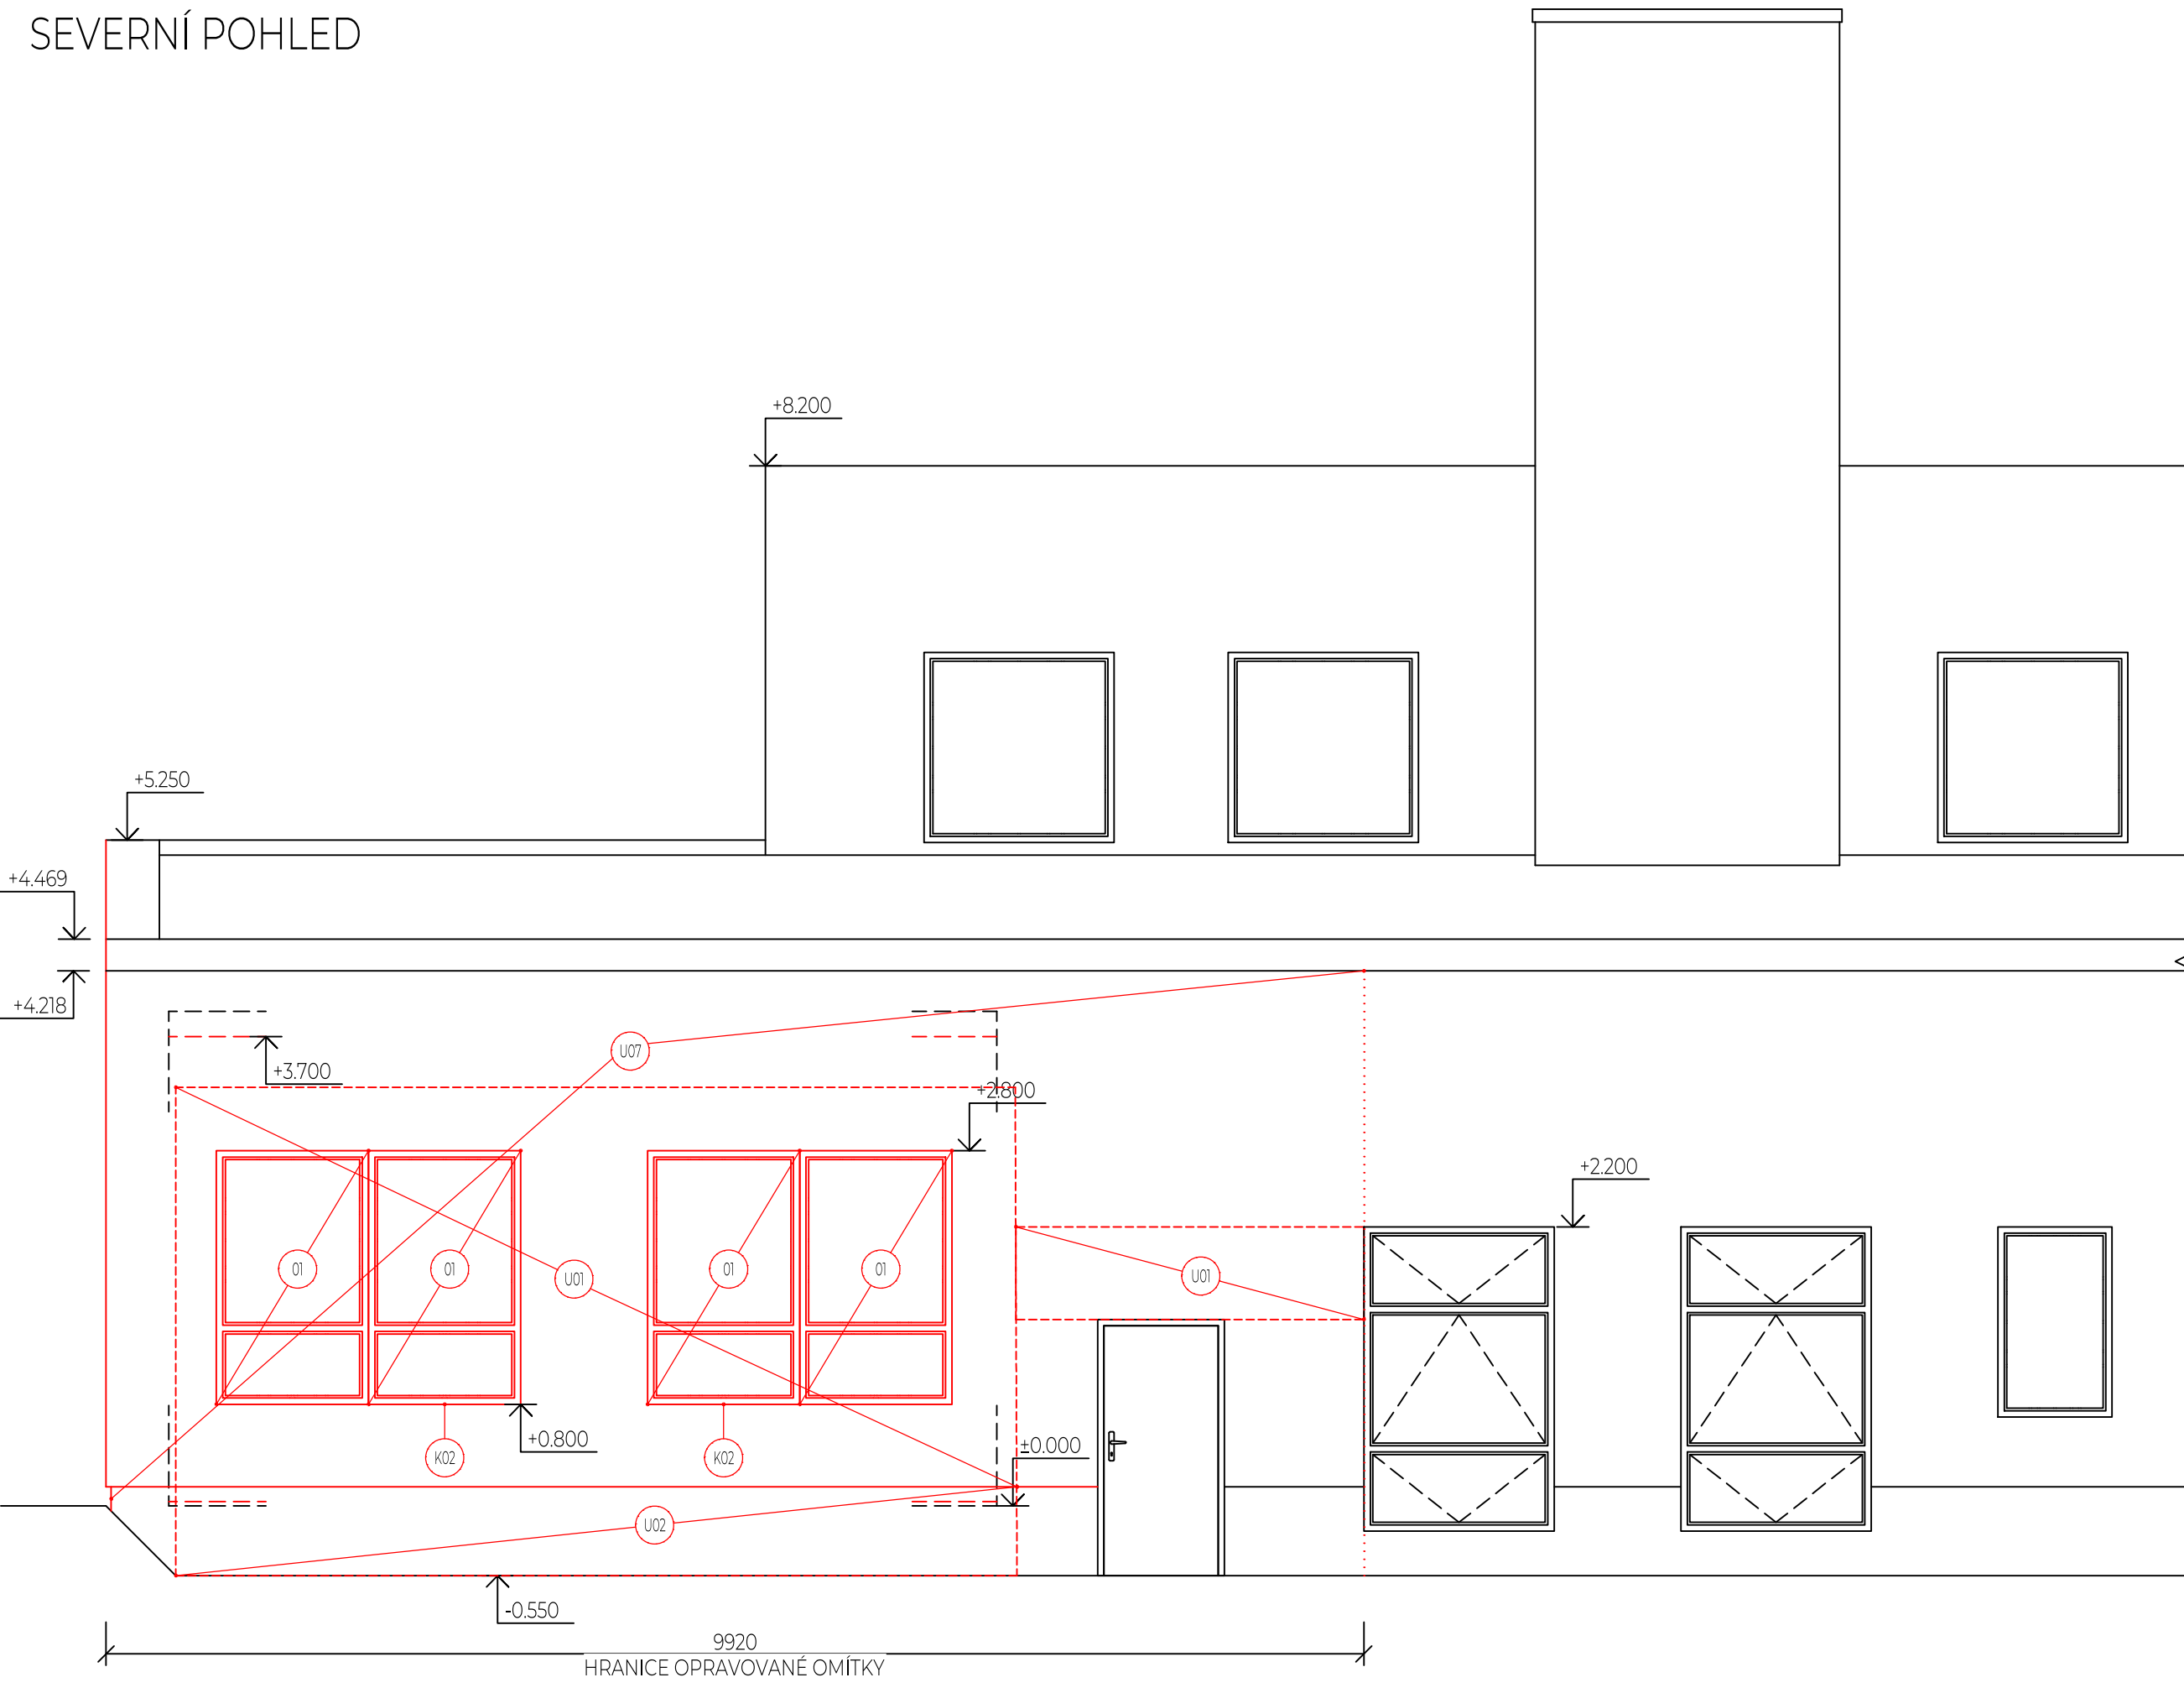 SEVERNÍ POHLED
+8.200
+5.250
+4.469
+4.218
U07
+3.700
+2.800
+2.200
01
01
U01
01
01
U01
+0.800
K02
K02
±0.000
U02
-0.550
9920
HRANICE OPRAVOVANÉ OMÍTKY